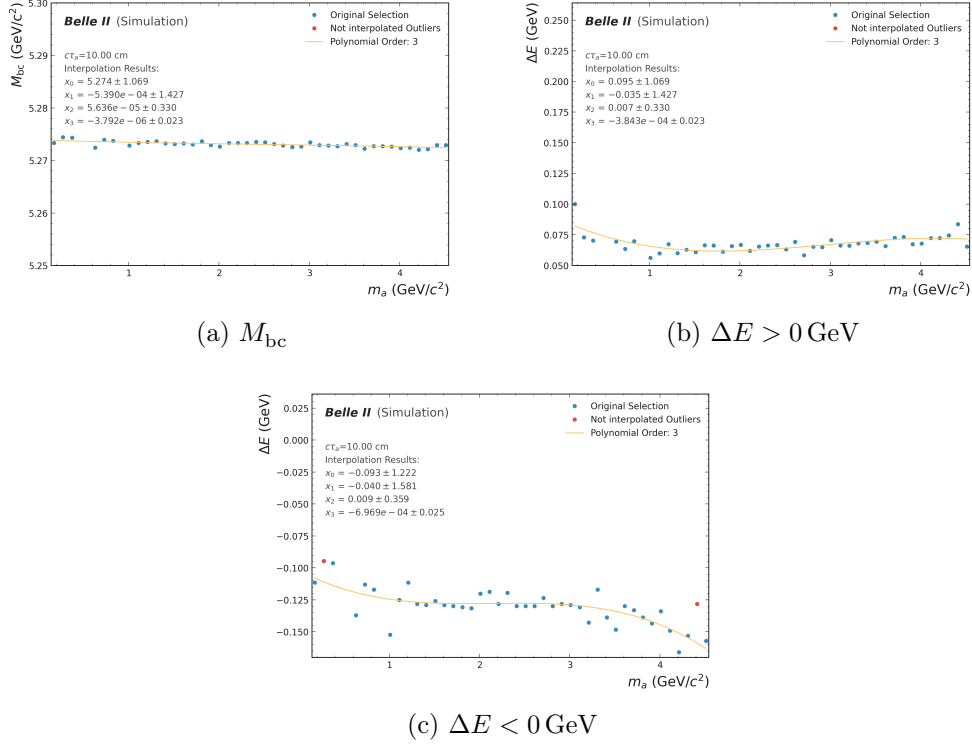 Belle II (Simulation)
Original Selection
Not interpolated Outliers
Polynomial Order: 3
cτₐ=10.00 cm
Interpolation Results:
x₀ = 5.274 ± 1.069
x₁ = −5.390e − 04 ± 1.427
x₂ = 5.636e − 05 ± 0.330
x₃ = −3.792e − 06 ± 0.023
M_bc (GeV/c²)
5.30
5.29
5.28
5.27
5.26
5.25
1 2 3 4
mₐ (GeV/c²)
(a) M_bc
Belle II (Simulation)
Original Selection
Not interpolated Outliers
Polynomial Order: 3
cτₐ=10.00 cm
Interpolation Results:
x₀ = 0.095 ± 1.069
x₁ = −0.035 ± 1.427
x₂ = 0.007 ± 0.330
x₃ = −3.843e − 04 ± 0.023
ΔE (GeV)
0.250
0.225
0.200
0.175
0.150
0.125
0.100
0.075
0.050
1 2 3 4
mₐ (GeV/c²)
(b) ΔE > 0 GeV
Belle II (Simulation)
Original Selection
Not interpolated Outliers
Polynomial Order: 3
cτₐ=10.00 cm
Interpolation Results:
x₀ = −0.093 ± 1.222
x₁ = −0.040 ± 1.581
x₂ = 0.009 ± 0.359
x₃ = −6.969e − 04 ± 0.025
ΔE (GeV)
0.025
0.000
−0.025
−0.050
−0.075
−0.100
−0.125
−0.150
1 2 3 4
mₐ (GeV/c²)
(c) ΔE < 0 GeV